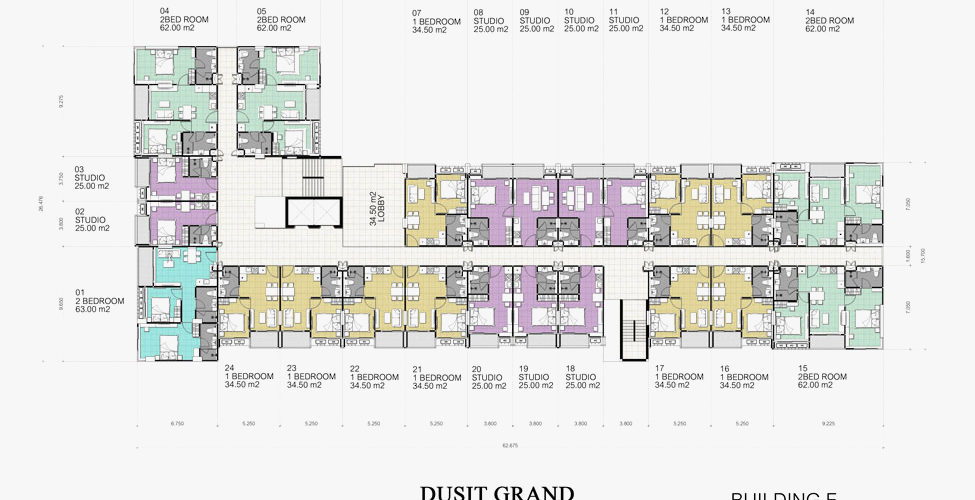 04
2BED ROOM
62.00 m2
05
2BED ROOM
62.00 m2
07
1 BEDROOM
34.50 m2
08
STUDIO
25.00 m2
09
STUDIO
25.00 m2
10
STUDIO
25.00 m2
11
STUDIO
25.00 m2
12
1 BEDROOM
34.50 m2
13
1 BEDROOM
34.50 m2
14
2BED ROOM
62.00 m2
9.275
03
STUDIO
25.00 m2
3.750
02
STUDIO
25.00 m2
3.800
34.50 m2
LOBBY
7.050
1.600
15.700
7.050
01
2 BEDROOM
63.00 m2
9.600
24
1 BEDROOM
34.50 m2
23
1 BEDROOM
34.50 m2
22
1 BEDROOM
34.50 m2
21
1 BEDROOM
34.50 m2
20
STUDIO
25.00 m2
19
STUDIO
25.00 m2
18
STUDIO
25.00 m2
17
1 BEDROOM
34.50 m2
16
1 BEDROOM
34.50 m2
15
2BED ROOM
62.00 m2
6.750 5.250 5.250 5.250 5.250 3.800 3.800 3.800 3.800 5.250 5.250 9.225
62.675
DUSIT GRAND